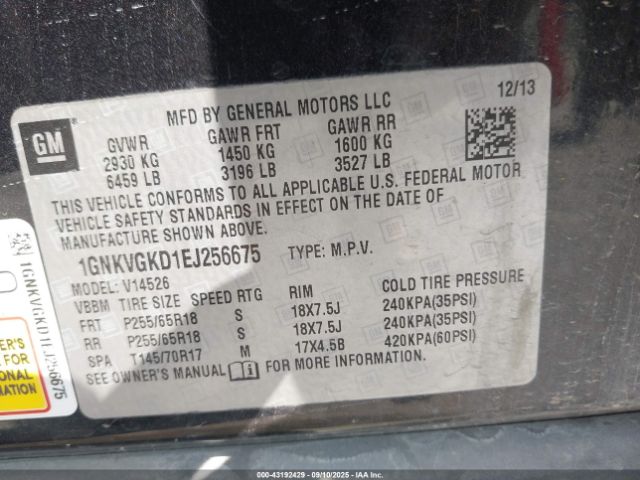 MFD BY GENERAL MOTORS LLC 12/13
GM
GVWR GAWR FRT GAWR RR
2930 KG 1450 KG 1600 KG
6459 LB 3196 LB 3527 LB
THIS VEHICLE CONFORMS TO ALL APPLICABLE U.S. FEDERAL MOTOR
VEHICLE SAFETY STANDARDS IN EFFECT ON THE DATE OF
MANUFACTURE SHOWN ABOVE.
1GNKVGKD1EJ256675 TYPE: M.P.V.
MODEL: V14526
VBBM TIRE SIZE SPEED RTG RIM COLD TIRE PRESSURE
FRT P255/65R18 S 18X7.5J 240KPA(35PSI)
RR P255/65R18 S 18X7.5J 240KPA(35PSI)
SPA T145/70R17 M 17X4.5B 420KPA(60PSI)
SEE OWNER'S MANUAL i FOR MORE INFORMATION.
1GNKVGKD1EJ256675
ER'S
FOR
ONAL
MATION
© - 43192429 - 09/10/2025 - IAA, Inc.